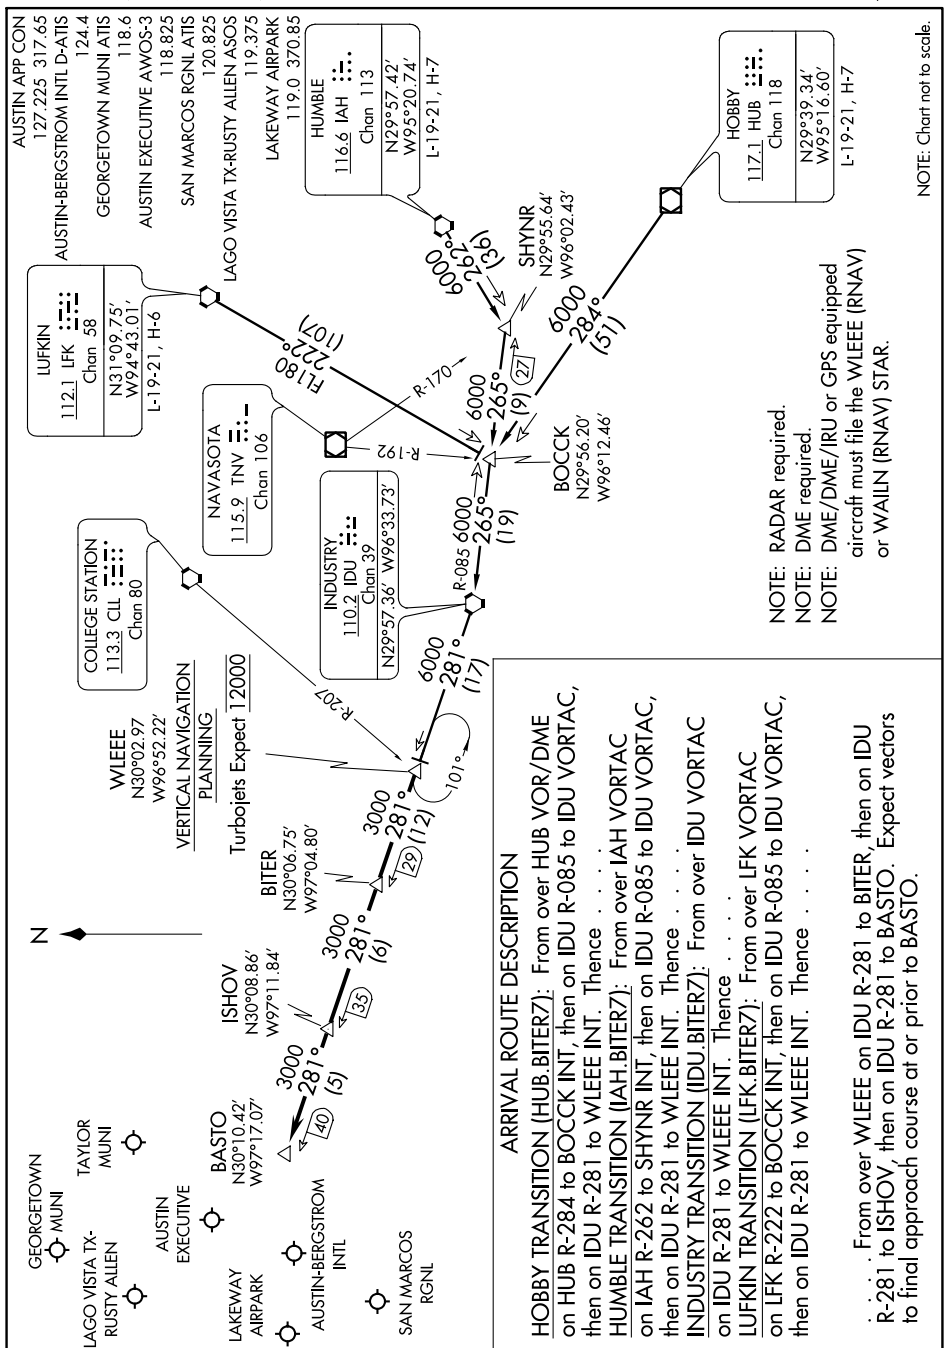 AUSTIN APP CON
127.225 317.65
AUSTIN-BERGSTROM INTL D-ATIS
124.4
GEORGETOWN MUNI ATIS
118.6
AUSTIN EXECUTIVE AWOS-3
118.825
SAN MARCOS RGNL ATIS
120.825
LAGO VISTA TX-RUSTY ALLEN ASOS
119.375
LAKEWAY AIRPARK
119.0 370.85
HUMBLE
116.6 IAH
Chan 113
N29°57.42'
W95°20.74'
L-19-21, H-7
HOBBY
117.1 HUB
Chan 118
N29°39.34'
W95°16.60'
L-19-21, H-7
NOTE: Chart not to scale.
LUFKIN
112.1 LFK
Chan 58
N31°09.75'
W94°43.01'
L-19-21, H-6
NAVASOTA
115.9 TNV
Chan 106
COLLEGE STATION
113.3 CLL
Chan 80
INDUSTRY
110.2 IDU
Chan 39
N29°57.36' W96°33.73'
SHYNR
N29°55.64'
W96°02.43'
BOCCK
N29°56.20'
W96°12.46'
FL180
222°
(107)
6000
262°
(36)
6000
284°
(51)
R-170
R-192
27
6000
265°
(9)
R-085
6000
265°
(19)
6000
281°
(17)
R-207
101°
WLEEE
N30°02.97
W96°52.22'
VERTICAL NAVIGATION
PLANNING
Turbojets Expect 12000
3000
281°
(12)
29
BITER
N30°06.75'
W97°04.80'
3000
281°
(6)
35
ISHOV
N30°08.86'
W97°11.84'
3000
281°
(5)
40
BASTO
N30°10.42'
W97°17.07'
N
GEORGETOWN
MUNI
TAYLOR
MUNI
LAGO VISTA TX-
RUSTY ALLEN
AUSTIN
EXECUTIVE
LAKEWAY
AIRPARK
AUSTIN-BERGSTROM
INTL
SAN MARCOS
RGNL
NOTE: RADAR required.
NOTE: DME required.
NOTE: DME/DME/IRU or GPS equipped
aircraft must file the WLEEE (RNAV)
or WAILN (RNAV) STAR.
ARRIVAL ROUTE DESCRIPTION
HOBBY TRANSITION (HUB.BITER7): From over HUB VOR/DME
on HUB R-284 to BOCCK INT, then on IDU R-085 to IDU VORTAC,
then on IDU R-281 to WLEEE INT. Thence . . . .
HUMBLE TRANSITION (IAH.BITER7): From over IAH VORTAC
on IAH R-262 to SHYNR INT, then on IDU R-085 to IDU VORTAC,
then on IDU R-281 to WLEEE INT. Thence . . . .
INDUSTRY TRANSITION (IDU.BITER7): From over IDU VORTAC
on IDU R-281 to WLEEE INT. Thence . . . .
LUFKIN TRANSITION (LFK.BITER7): From over LFK VORTAC
on LFK R-222 to BOCCK INT, then on IDU R-085 to IDU VORTAC,
then on IDU R-281 to WLEEE INT. Thence . . . .
. . . . From over WLEEE on IDU R-281 to BITER, then on IDU
R-281 to ISHOV, then on IDU R-281 to BASTO. Expect vectors
to final approach course at or prior to BASTO.